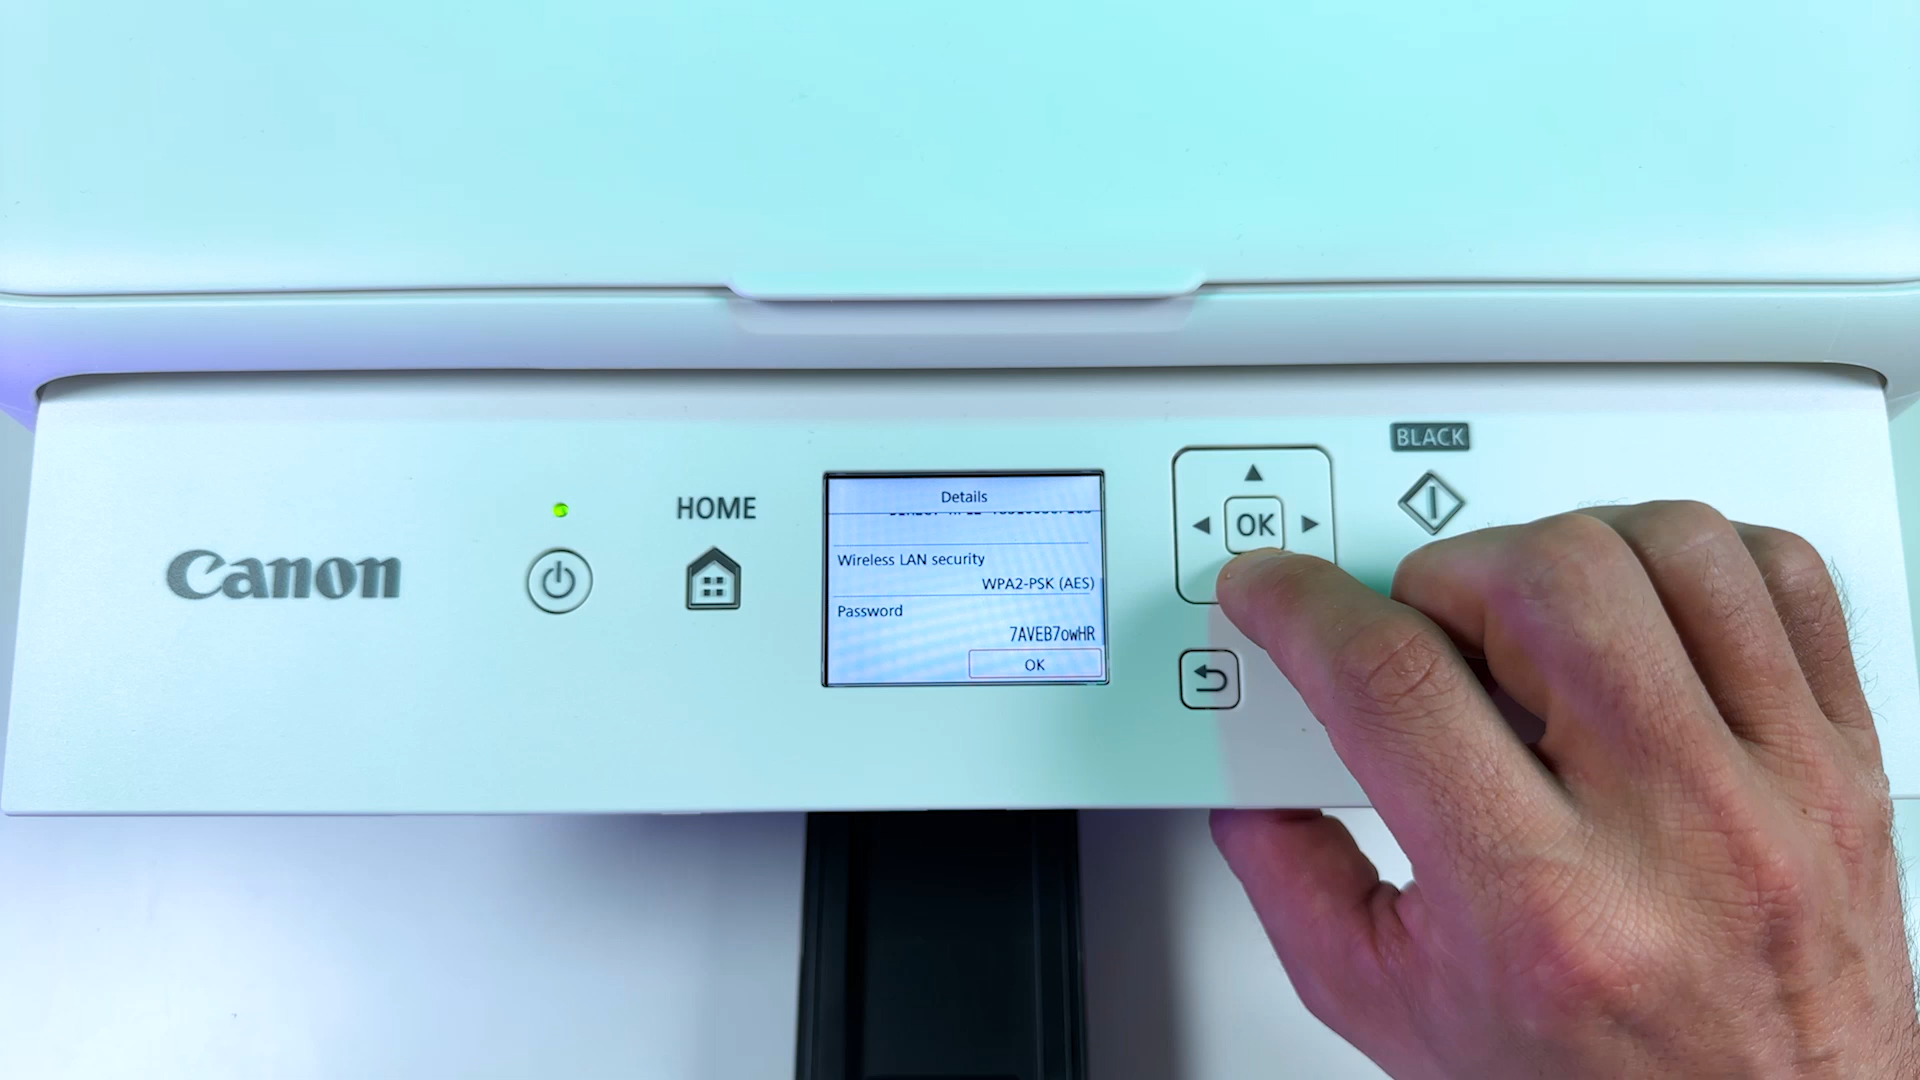 BLACK
HOME
OK
Canon
Details
Wireless LAN security
WPA2-PSK (AES)
Password
7AVEB7owHR
OK